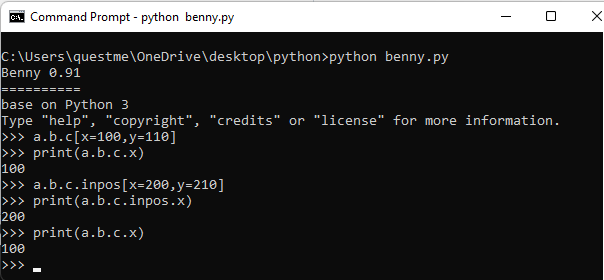 Command Prompt - python  benny.py
C:\Users\questme\OneDrive\desktop\python>python benny.py
Benny 0.91
==========
base on Python 3
Type "help", "copyright", "credits" or "license" for more information.
>>> a.b.c[x=100,y=110]
>>> print(a.b.c.x)
100
>>> a.b.c.inpos[x=200,y=210]
>>> print(a.b.c.inpos.x)
200
>>> print(a.b.c.x)
100
>>>